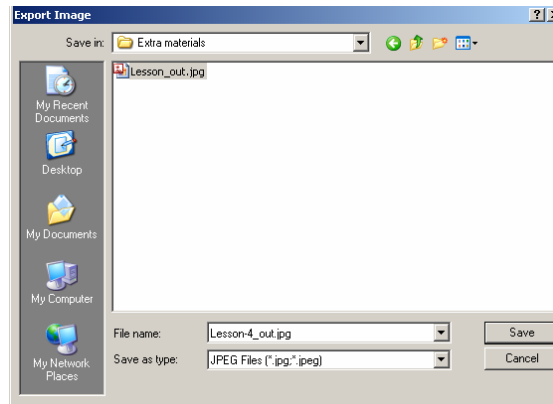 Export Image
Save in:
Extra materials
Lesson_out.jpg
My Recent
Documents
Desktop
My Documents
My Computer
My Network
Places
File name:
Lesson-4_out.jpg
Save
Save as type:
JPEG Files (*.jpg;*.jpeg)
Cancel